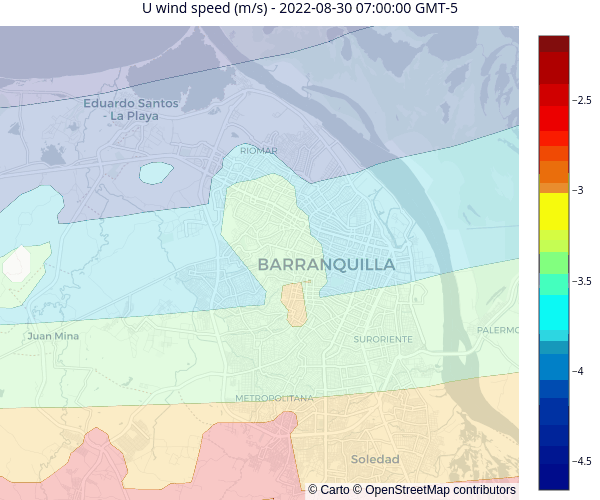 U wind speed (m/s) - 2022-08-30 07:00:00 GMT-5
Eduardo Santos
- La Playa
RIOMAR
BARRANQUILLA
Juan Mina
SURORIENTE
PALERMO
METROPOLITANA
Soledad
© Carto © OpenStreetMap contributors
−2.5
−3
−3.5
−4
−4.5